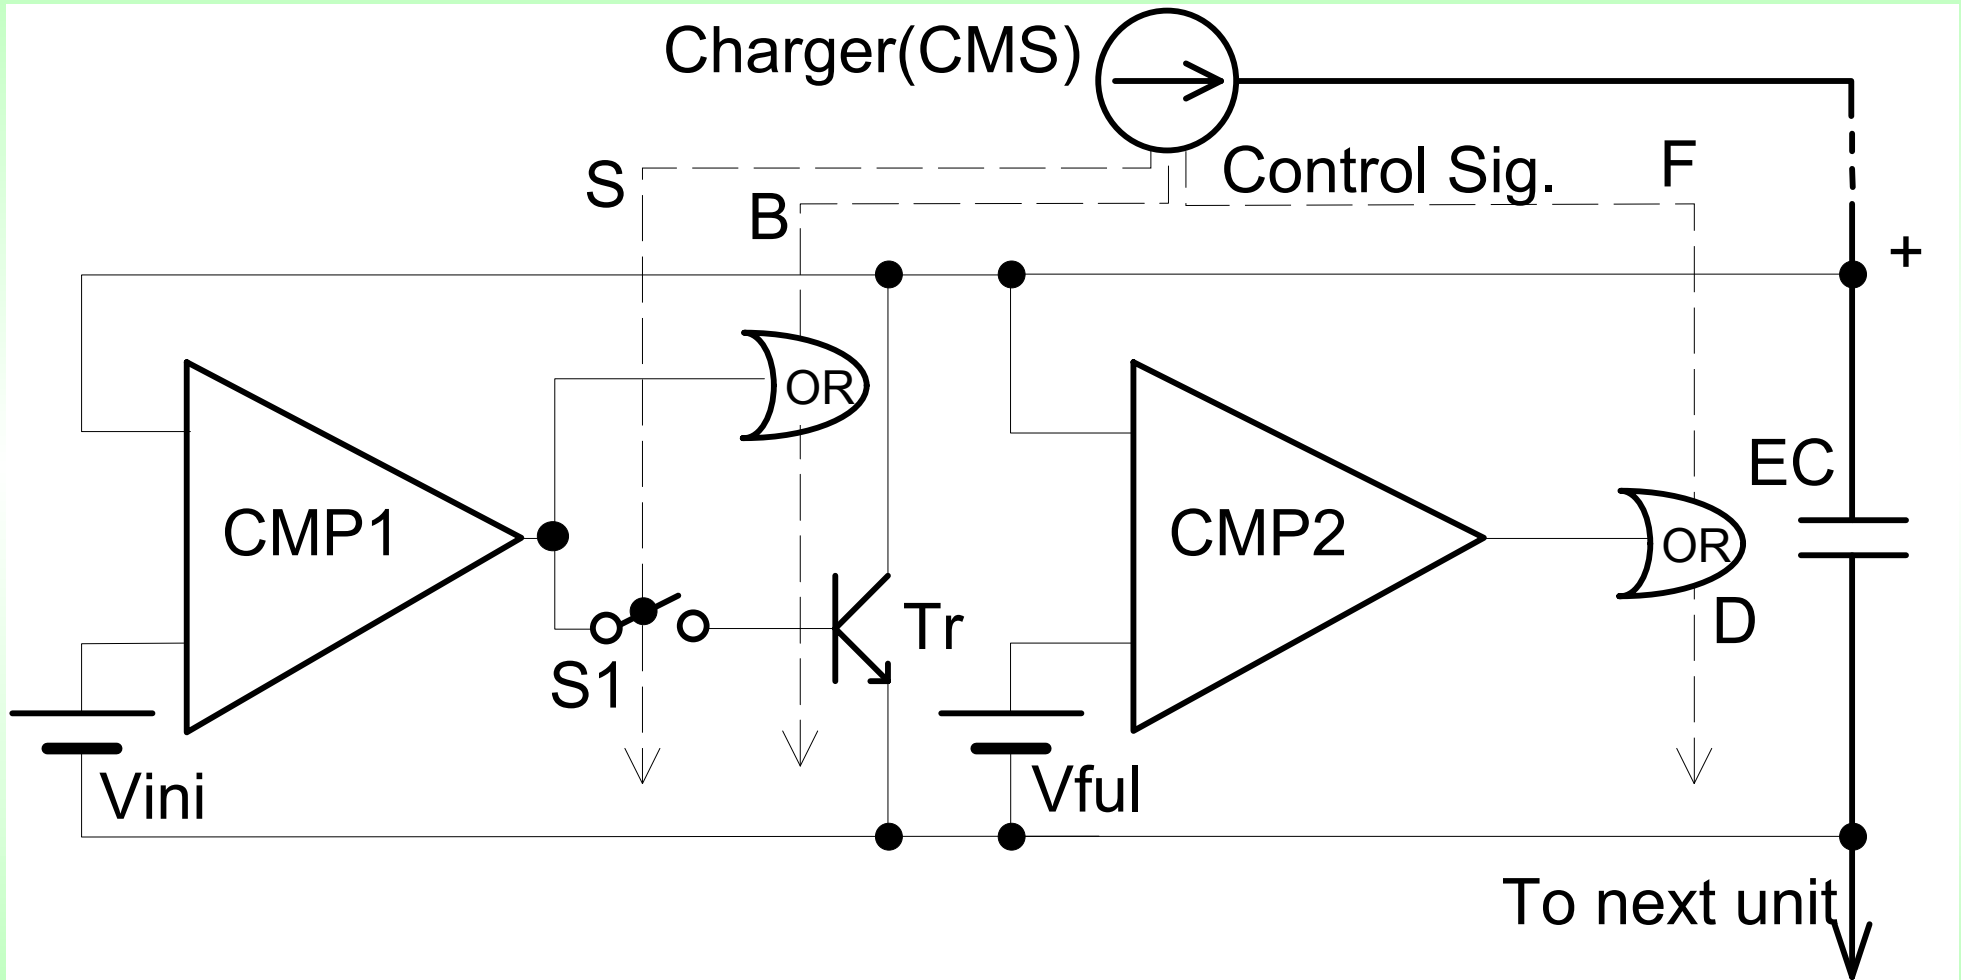 Charger(CMS)
Control Sig.
S
B
F
+
OR
CMP1
S1
Tr
Vini
CMP2
Vful
OR
D
EC
To next unit